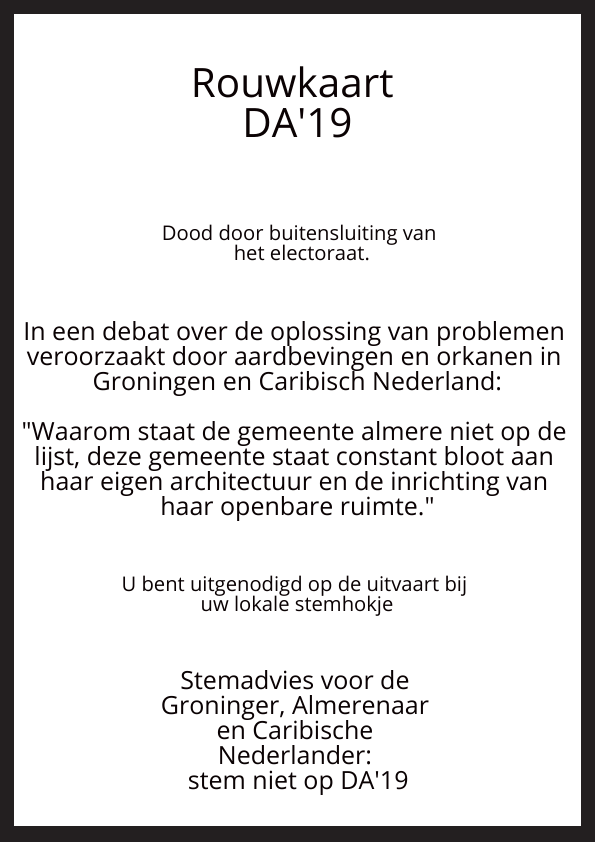 Rouwkaart
DA'19
Dood door buitensluiting van
het electoraat.
In een debat over de oplossing van problemen
veroorzaakt door aardbevingen en orkanen in
Groningen en Caribisch Nederland:
"Waarom staat de gemeente almere niet op de
lijst, deze gemeente staat constant bloot aan
haar eigen architectuur en de inrichting van
haar openbare ruimte."
U bent uitgenodigd op de uitvaart bij
uw lokale stemhokje
Stemadvies voor de
Groninger, Almerenaar
en Caribische
Nederlander:
stem niet op DA'19